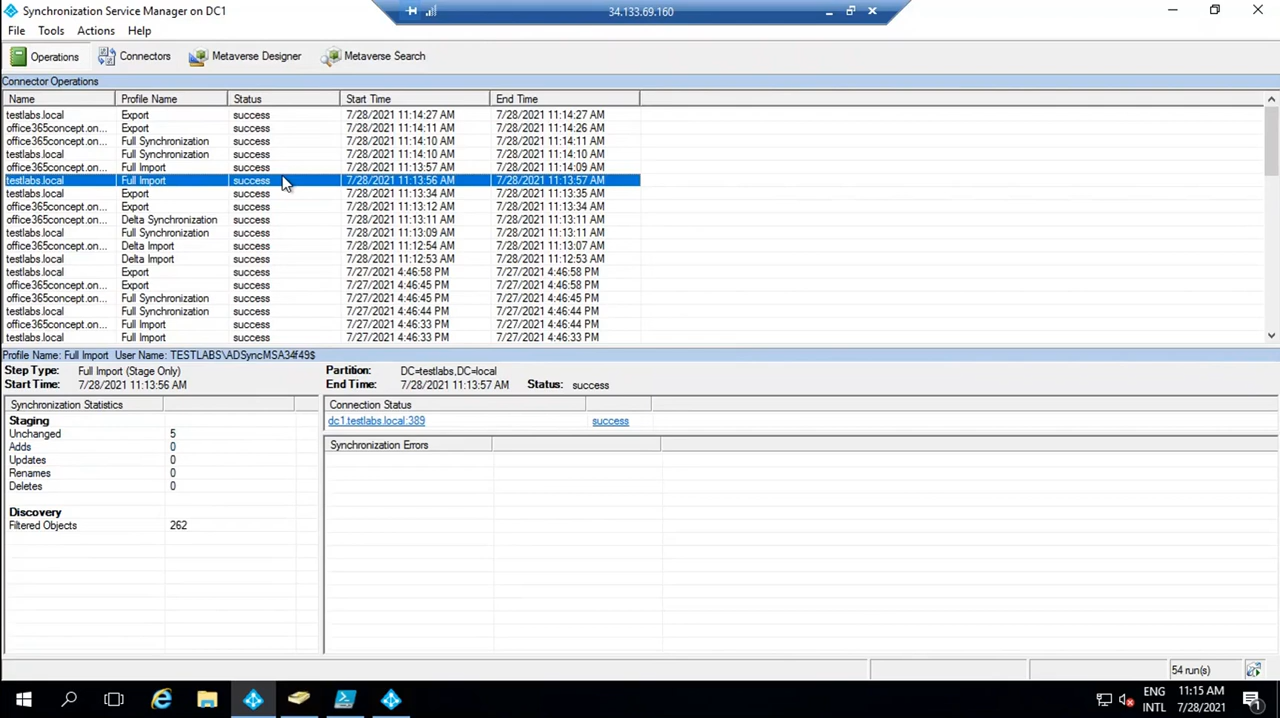 Synchronization Service Manager on DC1
34.133.69.160
File Tools Actions Help
Operations Connectors Metaverse Designer Metaverse Search
Connector Operations
Name Profile Name Status Start Time End Time
testlabs.local Export success 7/28/2021 11:14:27 AM 7/28/2021 11:14:27 AM
office365concept.on... Export success 7/28/2021 11:14:11 AM 7/28/2021 11:14:26 AM
office365concept.on... Full Synchronization success 7/28/2021 11:14:10 AM 7/28/2021 11:14:11 AM
testlabs.local Full Synchronization success 7/28/2021 11:14:10 AM 7/28/2021 11:14:10 AM
office365concept.on... Full Import success 7/28/2021 11:13:57 AM 7/28/2021 11:14:09 AM
testlabs.local Full Import success 7/28/2021 11:13:56 AM 7/28/2021 11:13:57 AM
testlabs.local Export success 7/28/2021 11:13:34 AM 7/28/2021 11:13:35 AM
office365concept.on... Export success 7/28/2021 11:13:12 AM 7/28/2021 11:13:34 AM
office365concept.on... Delta Synchronization success 7/28/2021 11:13:11 AM 7/28/2021 11:13:11 AM
testlabs.local Full Synchronization success 7/28/2021 11:13:09 AM 7/28/2021 11:13:11 AM
office365concept.on... Delta Import success 7/28/2021 11:12:54 AM 7/28/2021 11:13:07 AM
testlabs.local Delta Import success 7/28/2021 11:12:53 AM 7/28/2021 11:12:53 AM
testlabs.local Export success 7/27/2021 4:46:58 PM 7/27/2021 4:46:58 PM
office365concept.on... Export success 7/27/2021 4:46:45 PM 7/27/2021 4:46:58 PM
office365concept.on... Full Synchronization success 7/27/2021 4:46:45 PM 7/27/2021 4:46:45 PM
testlabs.local Full Synchronization success 7/27/2021 4:46:44 PM 7/27/2021 4:46:44 PM
office365concept.on... Full Import success 7/27/2021 4:46:33 PM 7/27/2021 4:46:44 PM
testlabs.local Full Import success 7/27/2021 4:46:33 PM 7/27/2021 4:46:33 PM
Profile Name: Full Import User Name: TESTLABS\ADSyncMSA34f49$
Step Type: Full Import (Stage Only) Partition: DC=testlabs,DC=local
Start Time: 7/28/2021 11:13:56 AM End Time: 7/28/2021 11:13:57 AM Status: success
Synchronization Statistics Connection Status
Staging dc1.testlabs.local:389 success
Unchanged 5
Adds 0 Synchronization Errors
Updates 0
Renames 0
Deletes 0
Discovery
Filtered Objects 262
54 run(s)
ENG 11:15 AM
INTL 7/28/2021
1